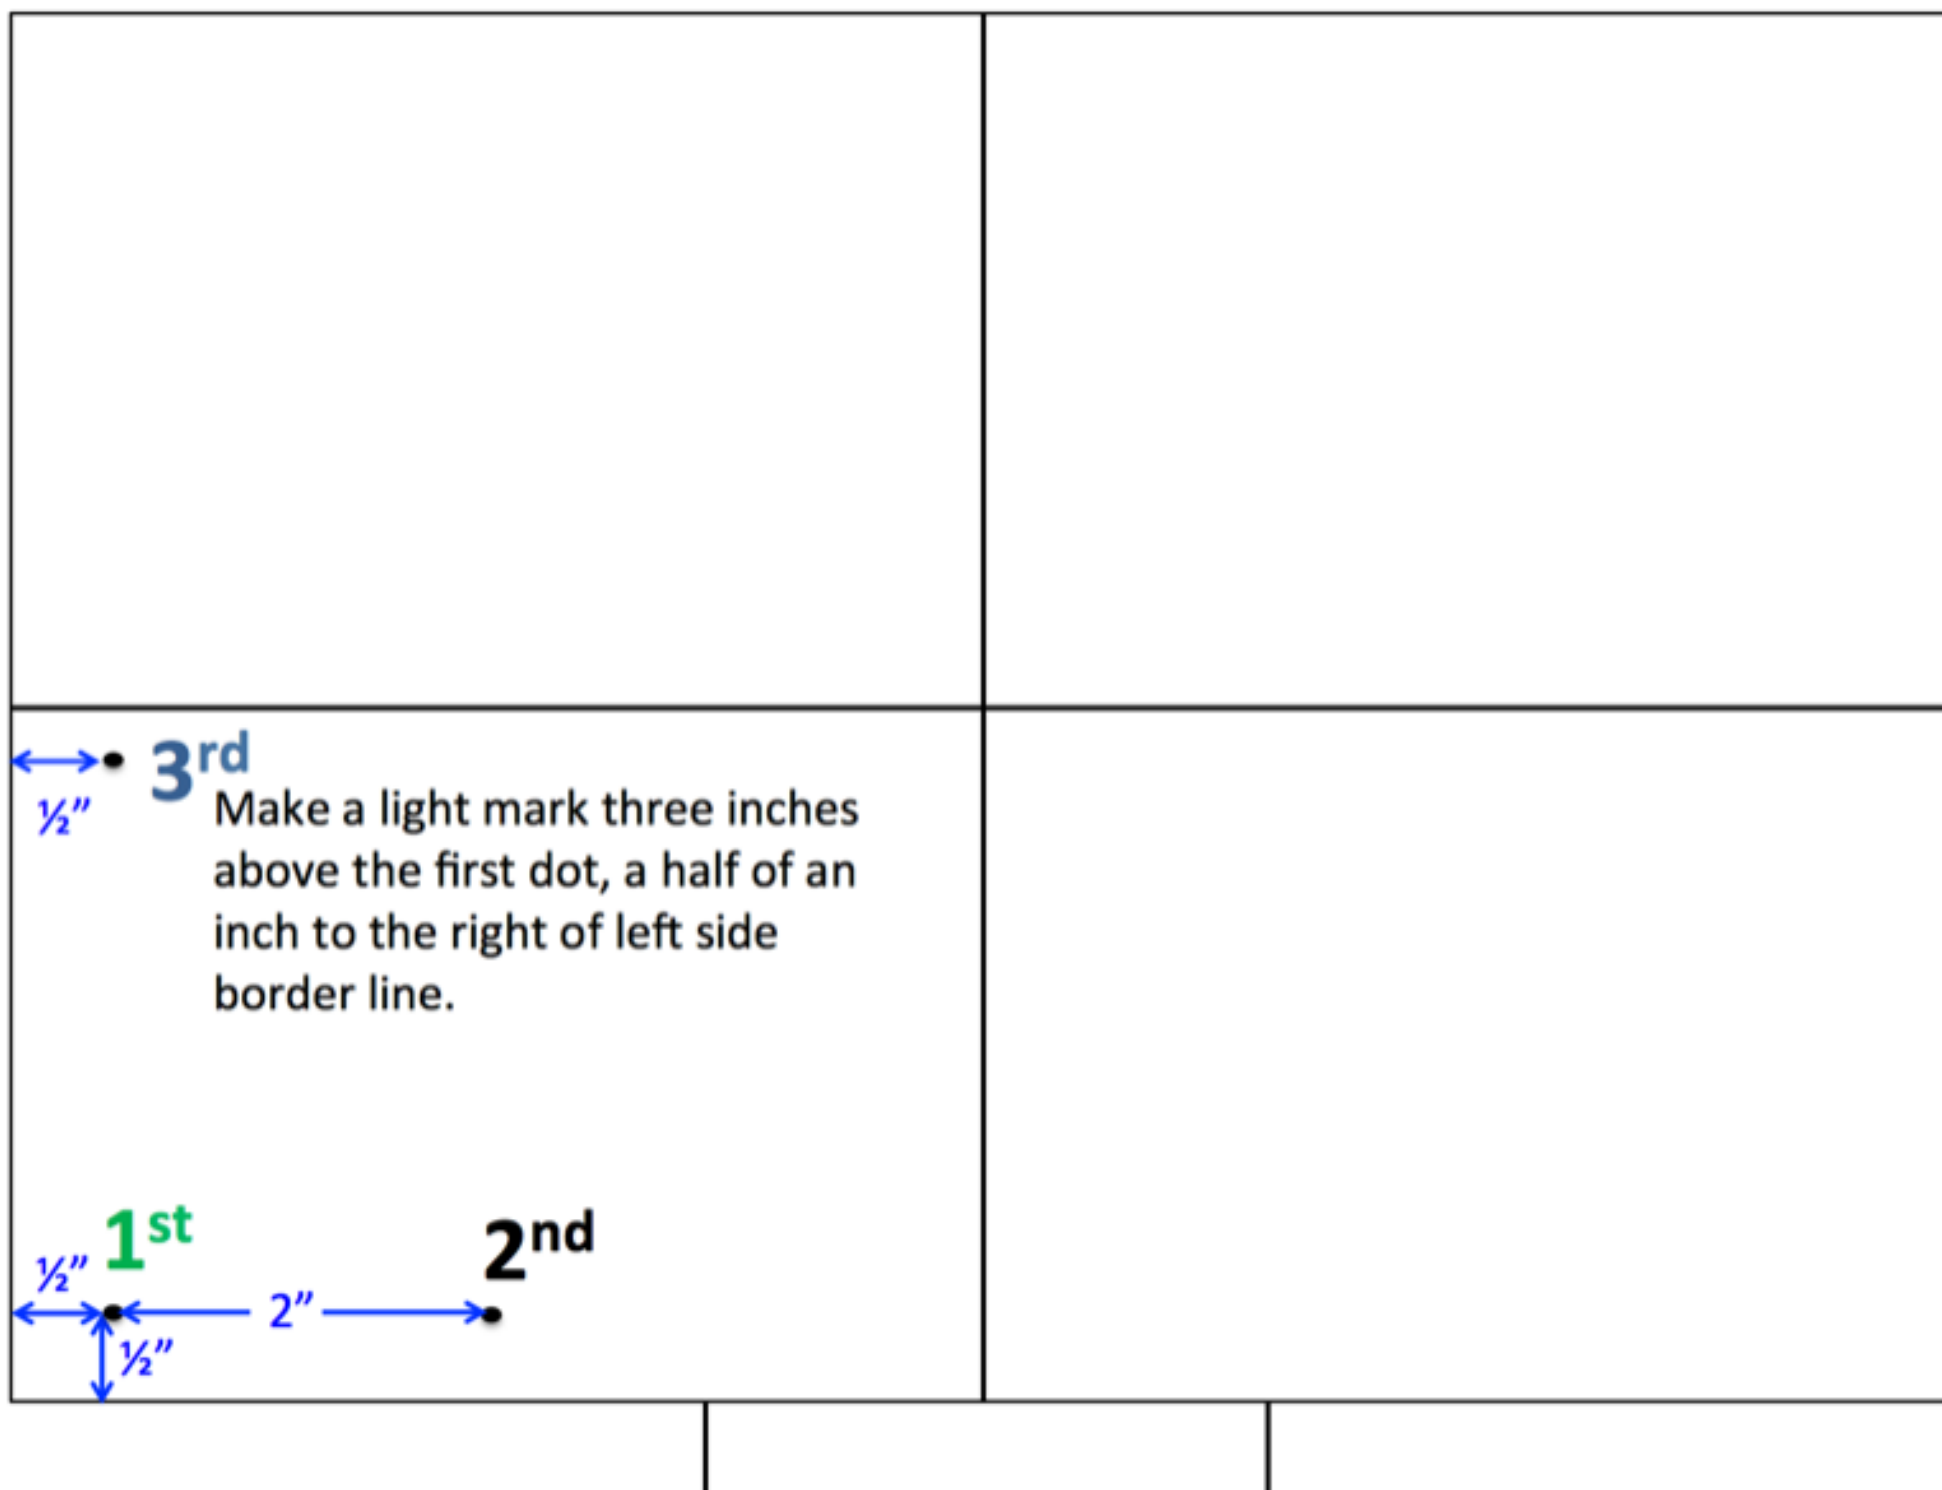 3rd
½”
Make a light mark three inches
above the first dot, a half of an
inch to the right of left side
border line.
1st
2nd
½”
2”
½”